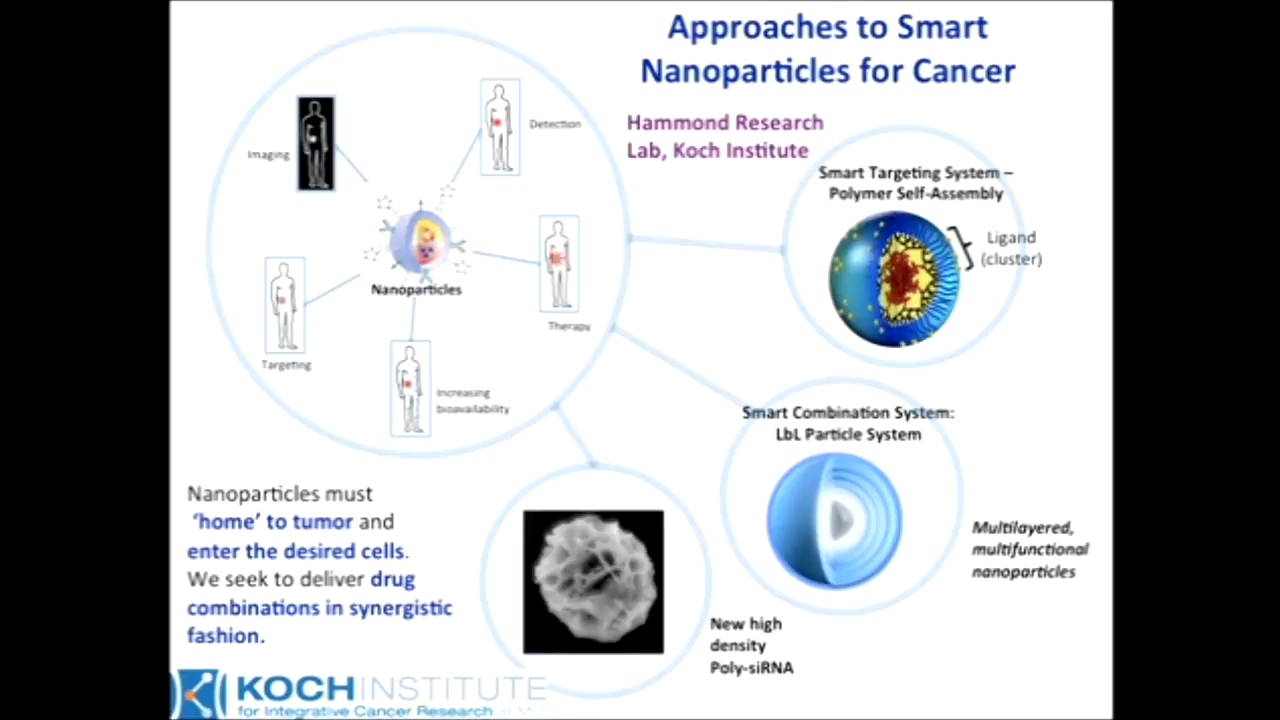 Approaches to Smart
Nanoparticles for Cancer
Hammond Research
Lab, Koch Institute
Imaging
Detection
Nanoparticles
Therapy
Targeting
Increasing
bioavailability
Smart Targeting System –
Polymer Self-Assembly
Ligand
(cluster)
Smart Combination System:
LbL Particle System
Multilayered,
multifunctional
nanoparticles
New high
density
Poly-siRNA
Nanoparticles must
‘home’ to tumor and
enter the desired cells.
We seek to deliver drug
combinations in synergistic
fashion.
KOCH INSTITUTE
for Integrative Cancer Research at MIT